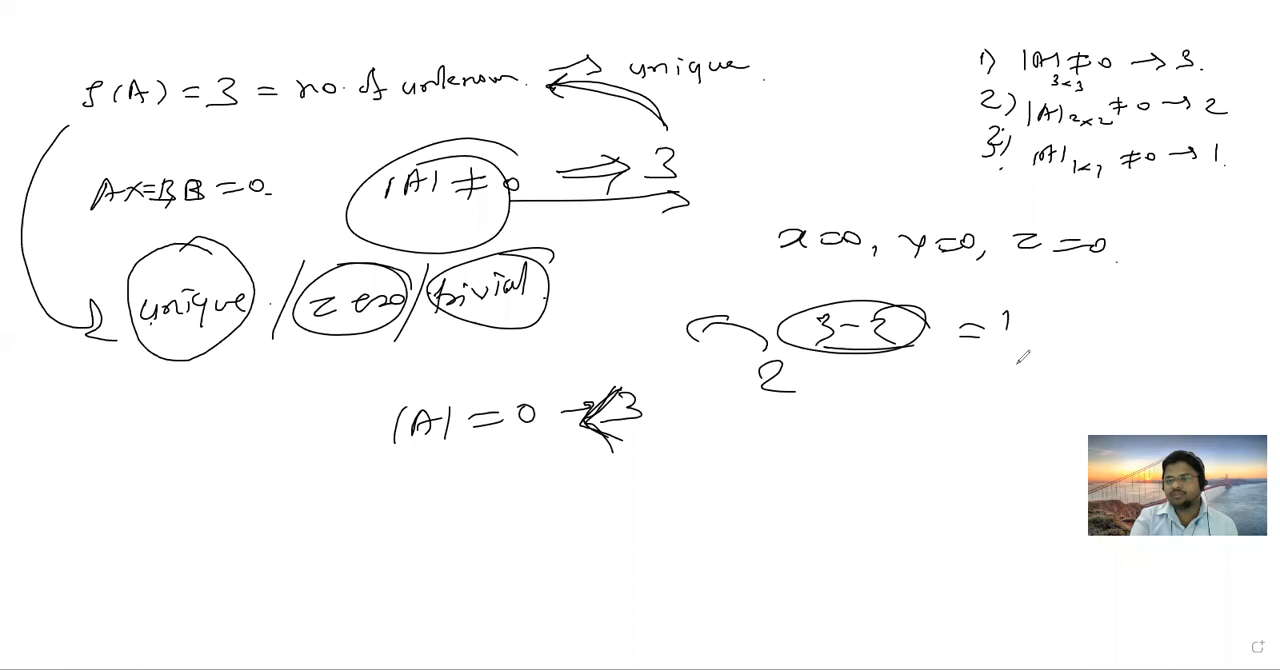 ρ(A) = 3 = no. of unknown. ⇒ unique.
AX=B, B=0. |A| ≠ 0 ⇒ 3
unique / zero / trivial
|A| = 0 → < 3
1) |A| 3×3 ≠ 0 → 3.
2) |A| 2×2 ≠ 0 → 2
3) |A| 1×1 ≠ 0 → 1.
x=0, y=0, z=0.
3-2 = 1
2